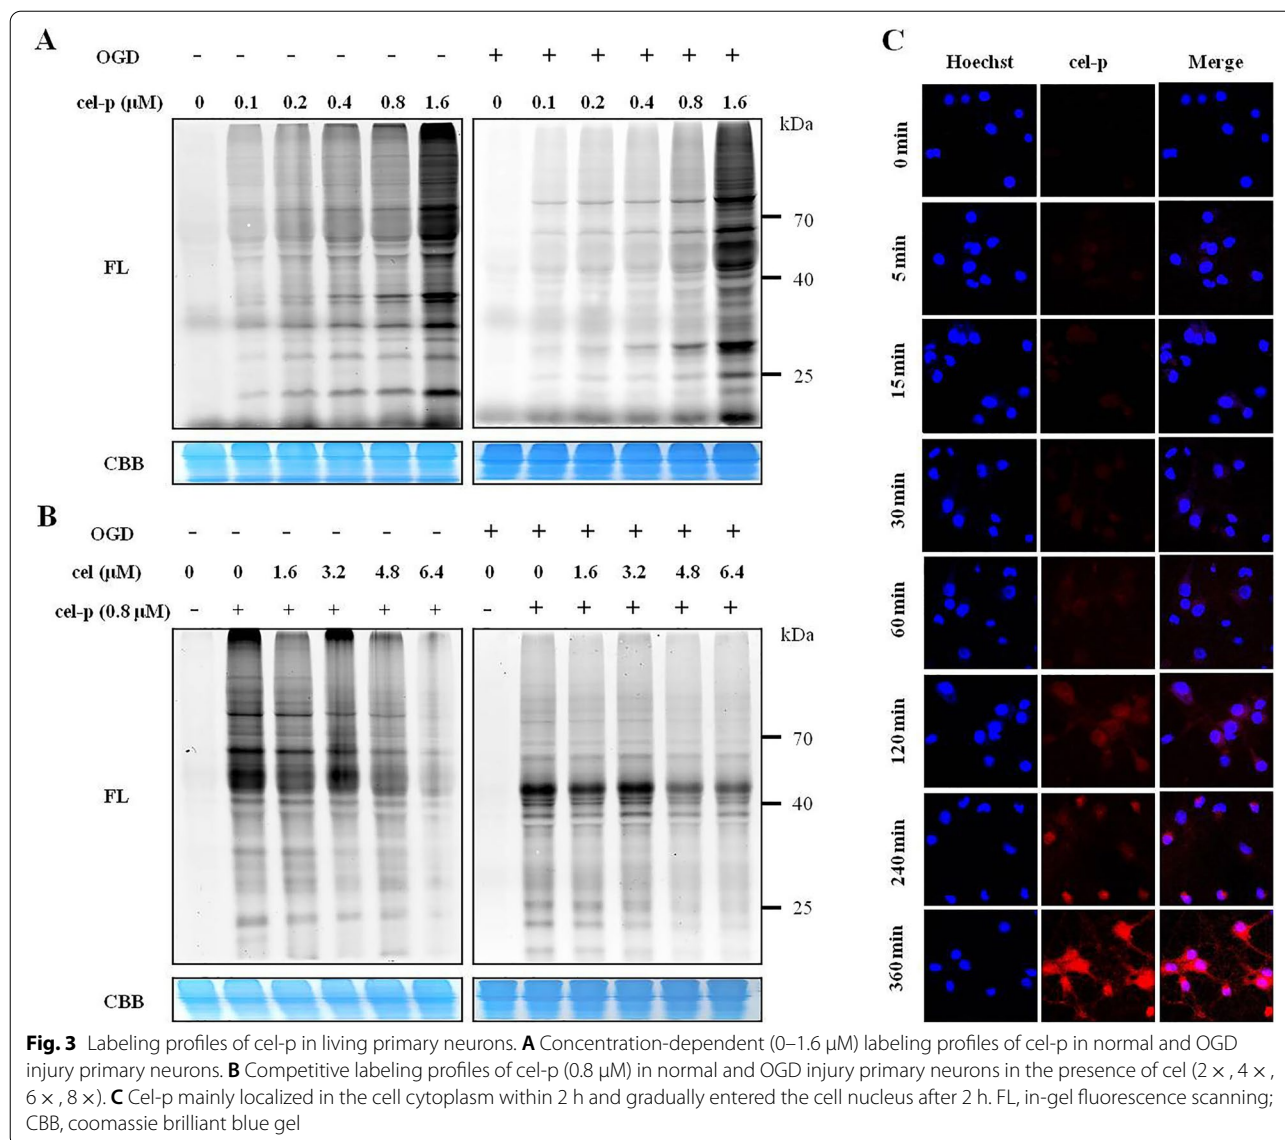 A
OGD - - - - - - + + + + + +
cel-p (μM) 0 0.1 0.2 0.4 0.8 1.6 0 0.1 0.2 0.4 0.8 1.6
kDa
70
FL
40
25
CBB
B
OGD - - - - - - + + + + + +
cel (μM) 0 0 1.6 3.2 4.8 6.4 0 0 1.6 3.2 4.8 6.4
cel-p (0.8 μM) - + + + + + - + + + + +
kDa
70
FL
40
25
CBB
C
Hoechst cel-p Merge
0 min
5 min
15 min
30 min
60 min
120 min
240 min
360 min
Fig. 3 Labeling profiles of cel-p in living primary neurons. A Concentration-dependent (0–1.6 μM) labeling profiles of cel-p in normal and OGD
injury primary neurons. B Competitive labeling profiles of cel-p (0.8 μM) in normal and OGD injury primary neurons in the presence of cel (2 × , 4 × ,
6 × , 8 ×). C Cel-p mainly localized in the cell cytoplasm within 2 h and gradually entered the cell nucleus after 2 h. FL, in-gel fluorescence scanning;
CBB, coomassie brilliant blue gel